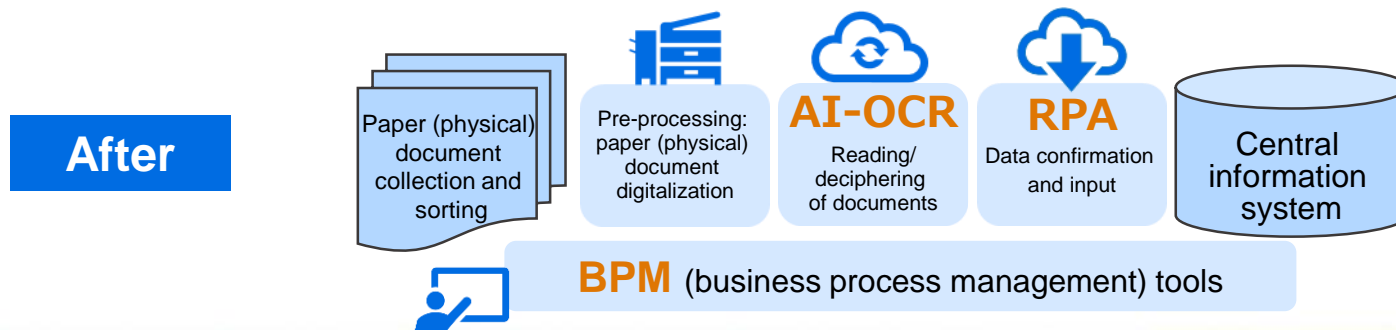 After
Paper (physical)
document
collection and
sorting
Pre-processing:
paper (physical)
document
digitalization
AI-OCR
Reading/
deciphering
of documents
RPA
Data confirmation
and input
Central
information
system
BPM (business process management) tools